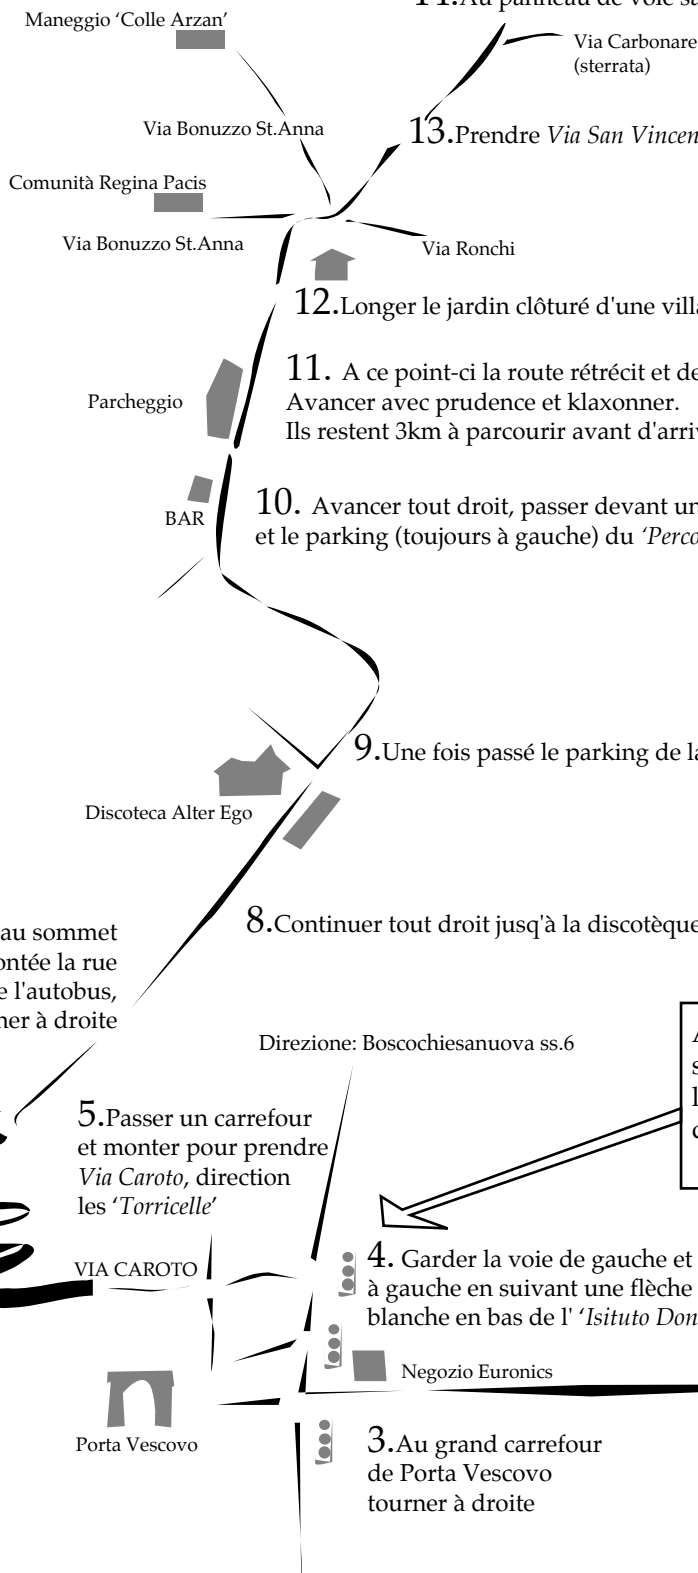 14.Au panneau de voie sa
Maneggio ‘Colle Arzan’
Via Carbonare
(sterrata)
Via Bonuzzo St.Anna
13.Prendre Via San Vincen
Comunità Regina Pacis
Via Bonuzzo St.Anna
Via Ronchi
12.Longer le jardin clôturé d'une villa
11. A ce point-ci la route rétrécit et de
Avancer avec prudence et klaxonner.
Ils restent 3km à parcourir avant d'arriv
Parcheggio
10. Avancer tout droit, passer devant un
et le parking (toujours à gauche) du ‘Perco
BAR
9.Une fois passé le parking de la
Discoteca Alter Ego
8.Continuer tout droit jusq'à la discotèque
au sommet
ontée la rue
e l'autobus,
ner à droite
Direzione: Boscochiesanuova ss.6
5.Passer un carrefour
et monter pour prendre
Via Caroto, direction
les ‘Torricelle’
4. Garder la voie de gauche et
à gauche en suivant une flèche
blanche en bas de l' ‘Isituto Don
VIA CAROTO
Negozio Euronics
Porta Vescovo
3.Au grand carrefour
de Porta Vescovo
tourner à droite